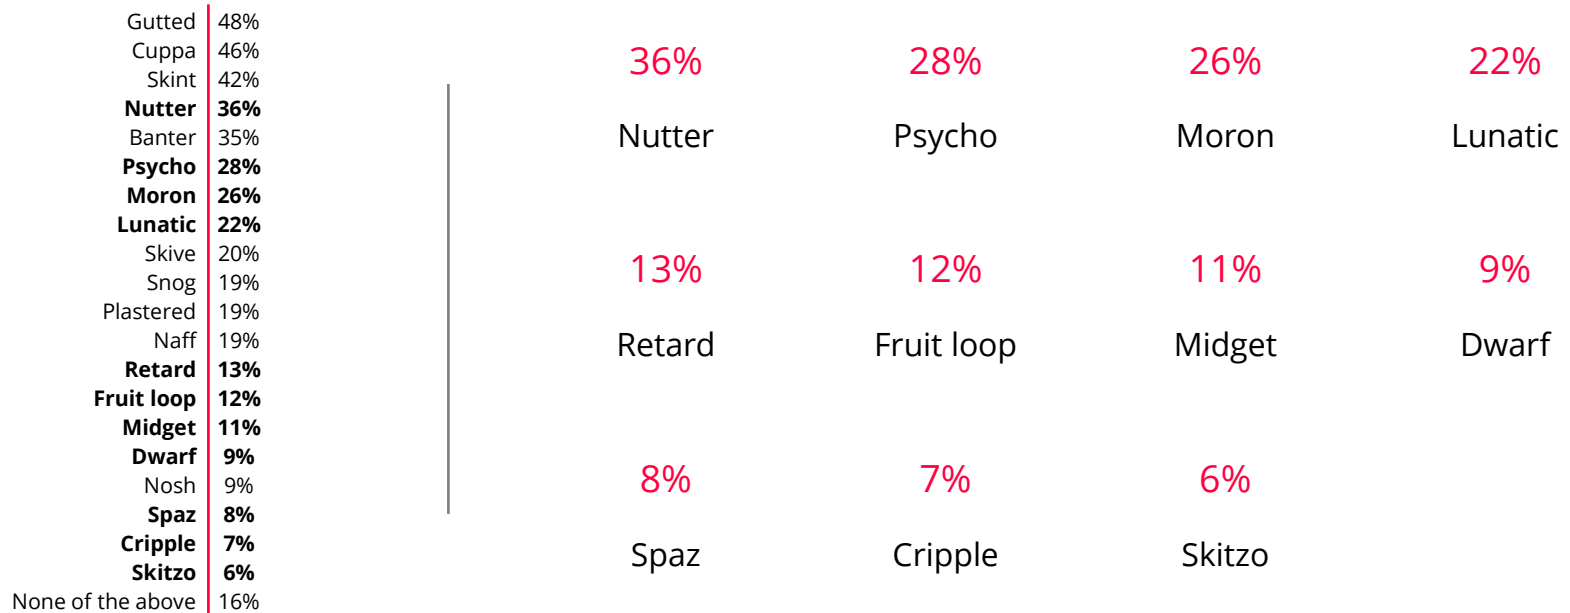 Gutted 48%
Cuppa 46%
Skint 42%
Nutter 36%
Banter 35%
Psycho 28%
Moron 26%
Lunatic 22%
Skive 20%
Snog 19%
Plastered 19%
Naff 19%
Retard 13%
Fruit loop 12%
Midget 11%
Dwarf 9%
Nosh 9%
Spaz 8%
Cripple 7%
Skitzo 6%
None of the above 16%
36% 28% 26% 22%
Nutter Psycho Moron Lunatic
13% 12% 11% 9%
Retard Fruit loop Midget Dwarf
8% 7% 6%
Spaz Cripple Skitzo